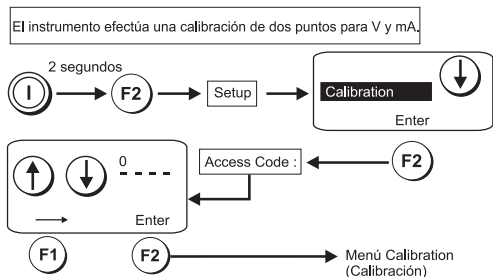 El instrumento efectúa una calibración de dos puntos para V y mA.
2 segundos
I
F2
Setup
Calibration
Enter
F2
Access Code :
0
Enter
F1
F2
Menú Calibration
(Calibración)